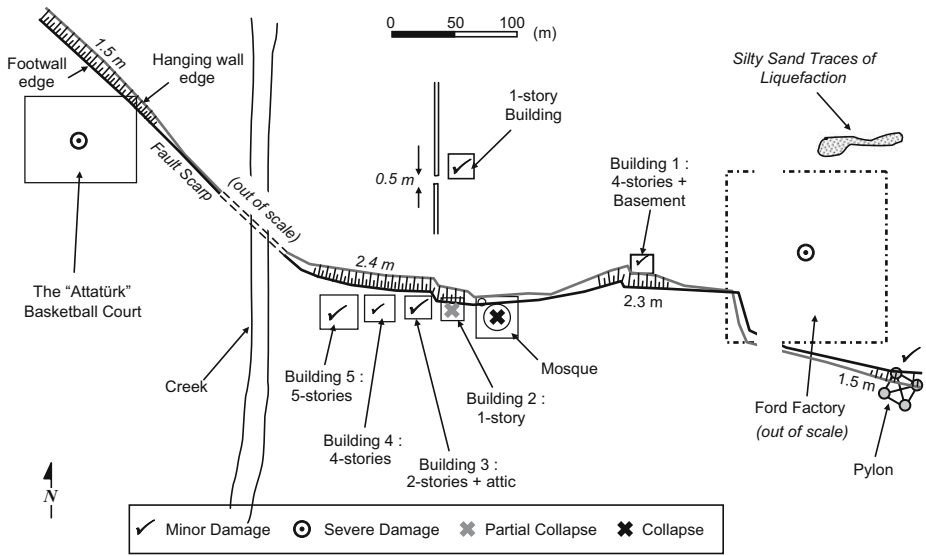 0 50 100
(m)
1.5 m
Footwall
edge
Hanging wall
edge
Silty Sand Traces of
Liquefaction
1-story
Building
0.5 m
Building 1 :
4-stories +
Basement
Fault Scarp
(out of scale)
2.4 m
2.3 m
The “Attatürk”
Basketball Court
Creek
Building 5 :
5-stories
Building 4 :
4-stories
Building 3 :
2-stories + attic
Building 2 :
1-story
Mosque
1.5 m
Ford Factory
(out of scale)
Pylon
N
Minor Damage Severe Damage Partial Collapse Collapse